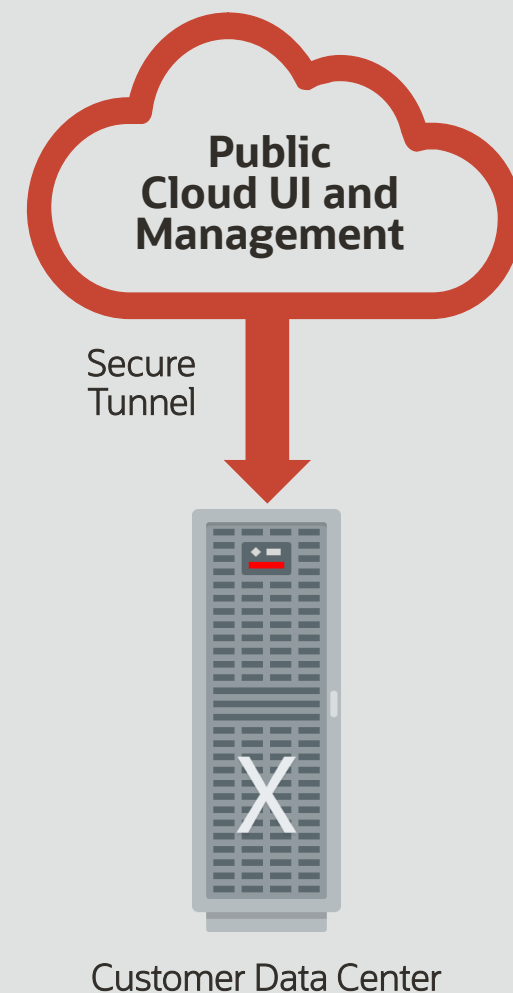 Public
Cloud UI and
Management
Secure
Tunnel
X
Customer Data Center